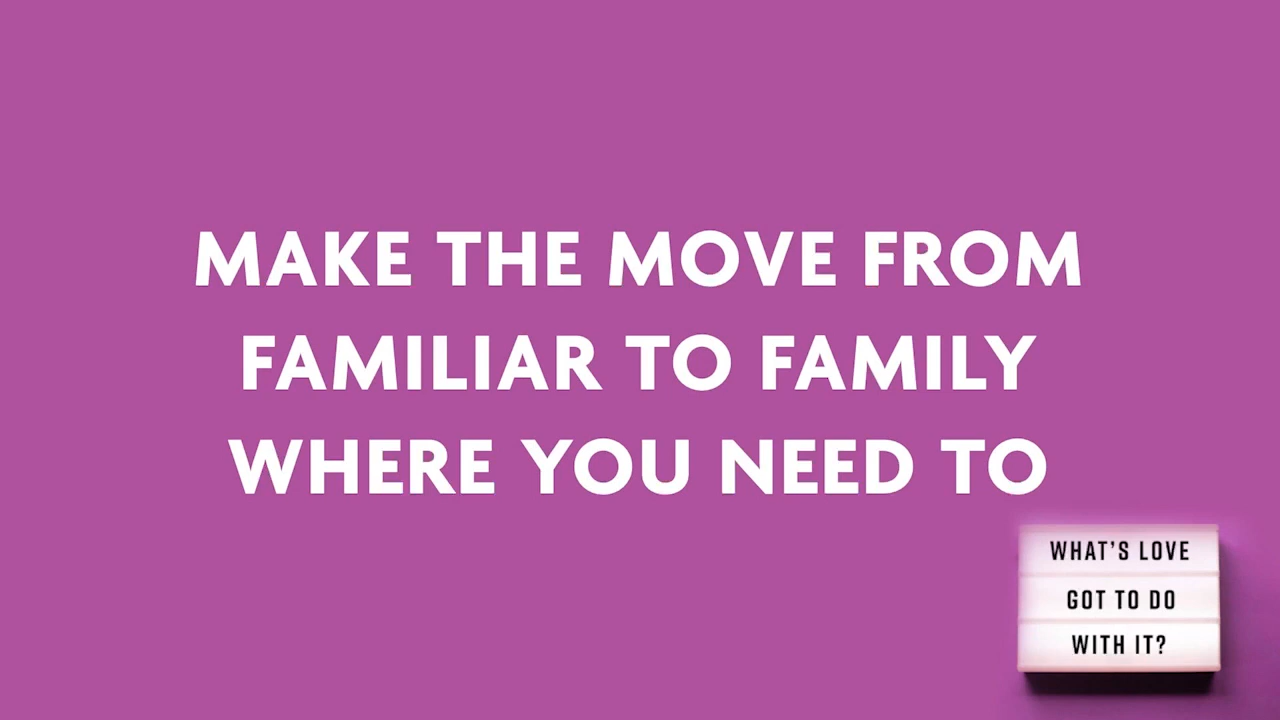 MAKE THE MOVE FROM
FAMILIAR TO FAMILY
WHERE YOU NEED TO
WHAT'S LOVE
GOT TO DO
WITH IT?